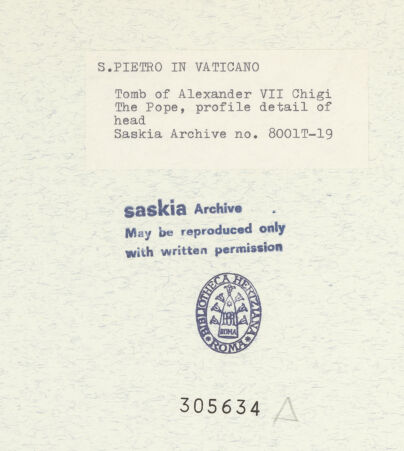 S.PIETRO IN VATICANO
Tomb of Alexander VII Chigi
The Pope, profile detail of
head
Saskia Archive no. 8001T-19
saskia Archive
May be reproduced only
with written permission
BIBLIOTHECA HERTZIANA
ROMA
ROMA
305634 A